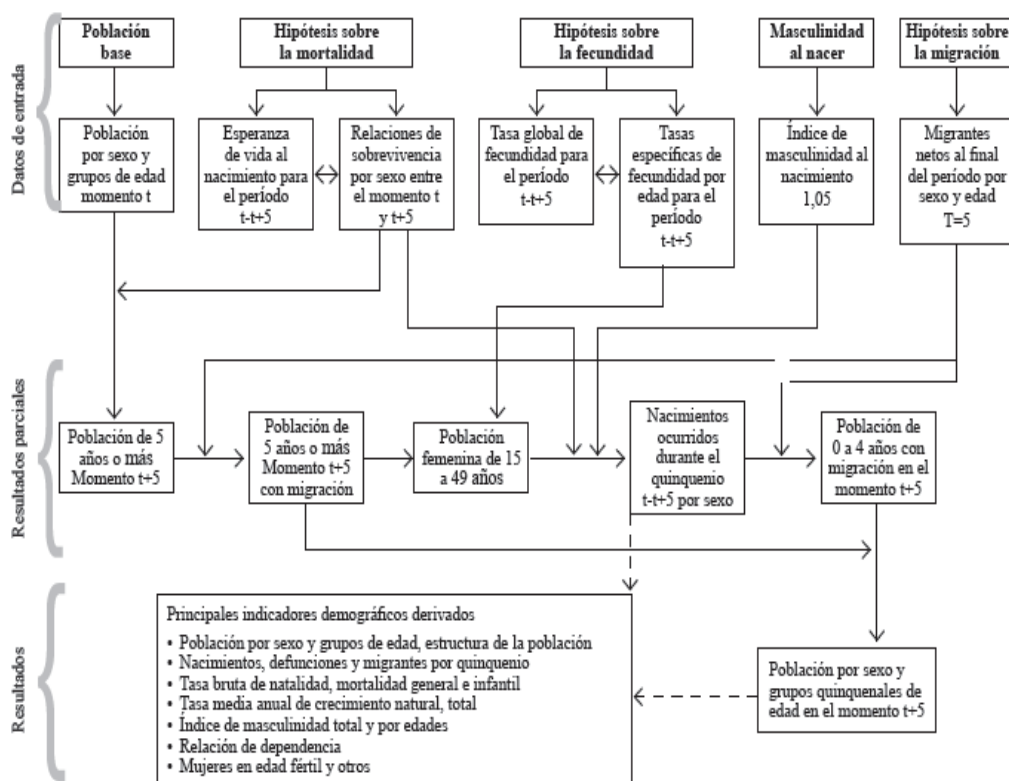 Datos de entrada
Población
base
Hipótesis sobre
la mortalidad
Hipótesis sobre
la fecundidad
Masculinidad
al nacer
Hipótesis sobre
la migración
Población
por sexo y
grupos de edad
momento t
Esperanza
de vida al
nacimiento para
el período
t-t+5
Relaciones de
sobrevivencia
por sexo entre
el momento t
y t+5
Tasa global de
fecundidad para
el período
t-t+5
Tasas
específicas de
fecundidad por
edad para el
período
t-t+5
Índice de
masculinidad al
nacimiento
1,05
Migrantes
netos al final
del período por
sexo y edad
T=5
Resultados parciales
Población de 5
años o más
Momento t+5
Población de
5 años o más
Momento t+5
con migración
Población
femenina de 15
a 49 años
Nacimientos
ocurridos
durante el
quinquenio
t-t+5 por sexo
Población de
0 a 4 años con
migración en el
momento t+5
Resultados
Principales indicadores demográficos derivados
• Población por sexo y grupos de edad, estructura de la población
• Nacimientos, defunciones y migrantes por quinquenio
• Tasa bruta de natalidad, mortalidad general e infantil
• Tasa media anual de crecimiento natural, total
• Índice de masculinidad total y por edades
• Relación de dependencia
• Mujeres en edad fértil y otros
Población por sexo y
grupos quinquenales de
edad en el momento t+5